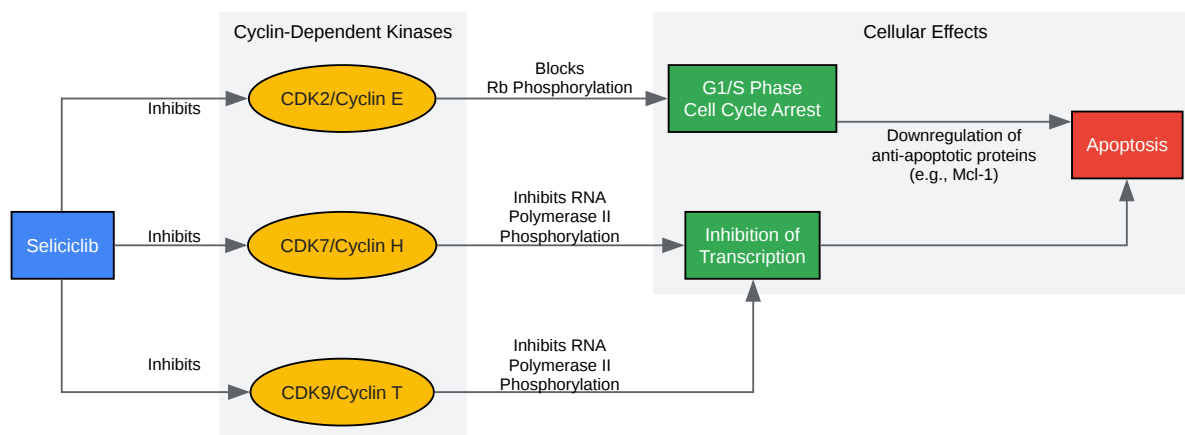 Cyclin-Dependent Kinases
Cellular Effects
Seliciclib
Inhibits
CDK2/Cyclin E
Blocks
Rb Phosphorylation
G1/S Phase
Cell Cycle Arrest
Downregulation of
anti-apoptotic proteins
(e.g., Mcl-1)
Apoptosis
Inhibits
CDK7/Cyclin H
Inhibits RNA
Polymerase II
Phosphorylation
Inhibition of
Transcription
Inhibits
CDK9/Cyclin T
Inhibits RNA
Polymerase II
Phosphorylation